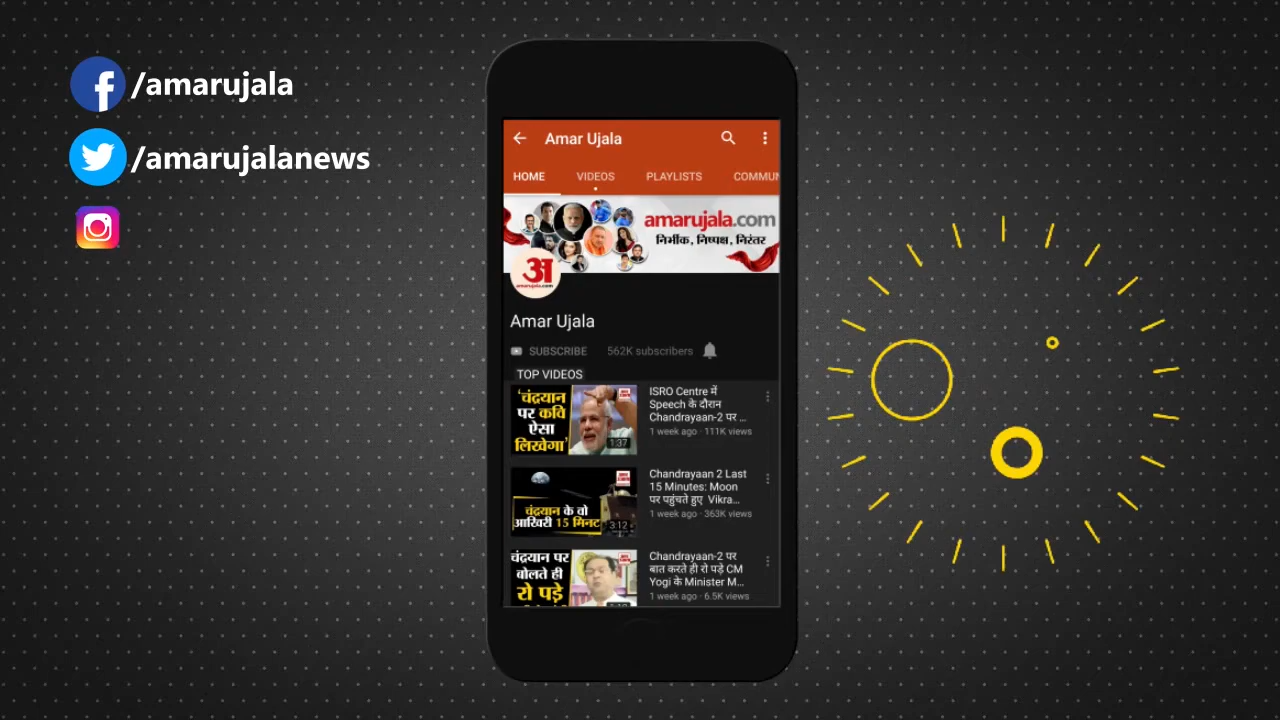 /amarujala
/amarujalanews
Amar Ujala
HOME VIDEOS PLAYLISTS COMMUN
amarujala.com
निर्भीक, निष्पक्ष, निरंतर
अ
amarujala.com
Amar Ujala
SUBSCRIBE 562K subscribers
TOP VIDEOS
'चंद्रयान
पर कवि
ऐसा
लिखेगा'
1:37
ISRO Centre में
Speech के दौरान
Chandrayaan-2 पर ...
1 week ago · 111K views
चंद्रयान के वो
आखिरी 15 मिनट
3:12
Chandrayaan 2 Last
15 Minutes: Moon
पर पहुंचते हुए Vikra...
1 week ago · 363K views
चंद्रयान पर
बोलते ही
रो पड़े
Chandrayaan-2 पर
बात करते ही रो पड़े CM
Yogi के Minister M...
1 week ago · 6.5K views